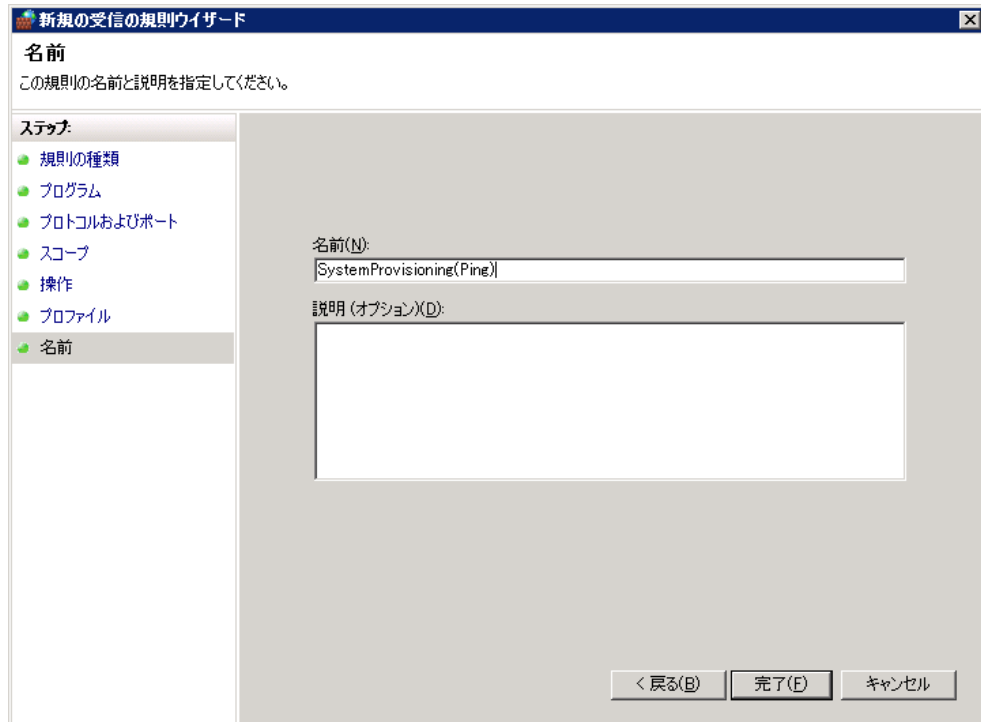 新規の受信の規則ウィザード
名前
この規則の名前と説明を指定してください。
ステップ:
規則の種類
プログラム
プロトコルおよびポート
スコープ
操作
プロファイル
名前
名前(N):
SystemProvisioning(Ping)
説明 (オプション)(D):
< 戻る(B)
完了(F)
キャンセル